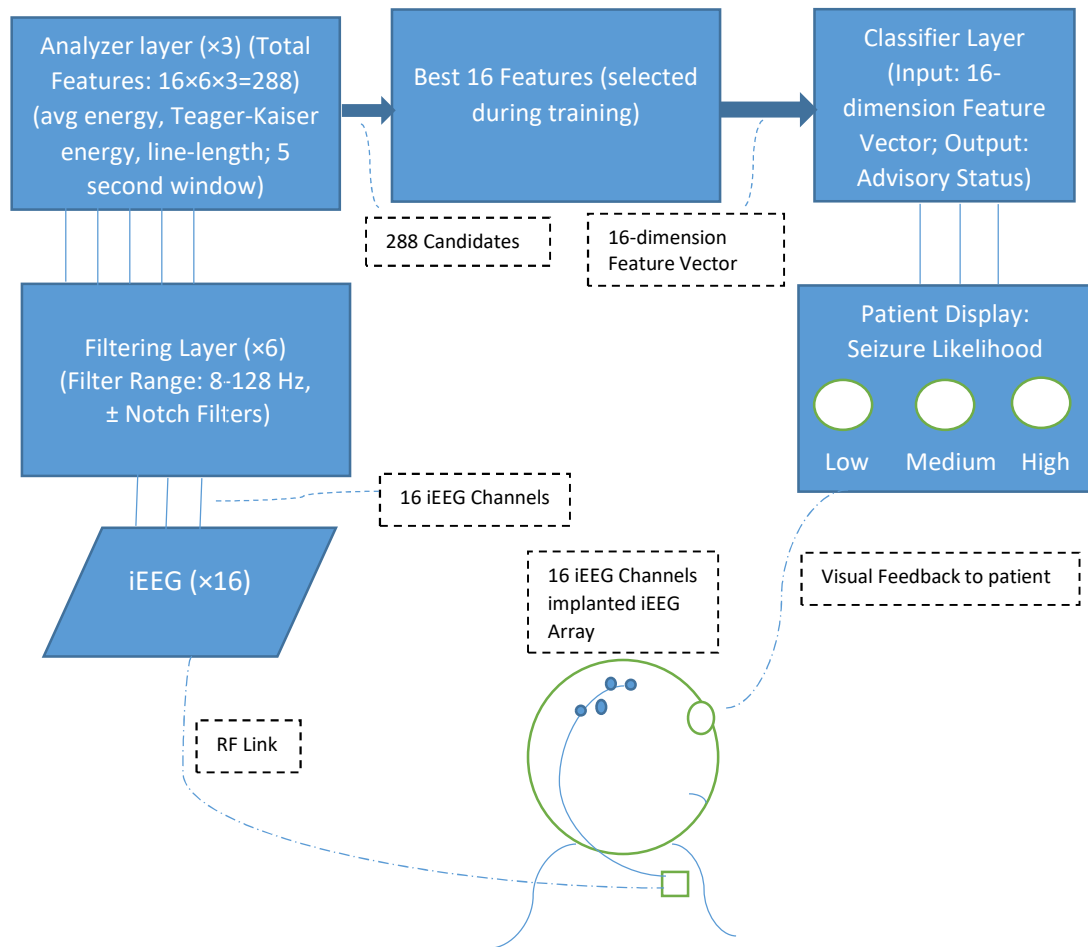 Analyzer layer (×3) (Total
Features: 16×6×3=288)
(avg energy, Teager-Kaiser
energy, line-length; 5
second window)
Best 16 Features (selected
during training)
Classifier Layer
(Input: 16-
dimension Feature
Vector; Output:
Advisory Status)
288 Candidates
16-dimension
Feature Vector
Filtering Layer (×6)
(Filter Range: 8-128 Hz,
± Notch Filters)
Patient Display:
Seizure Likelihood
Low
Medium
High
16 iEEG Channels
iEEG (×16)
16 iEEG Channels
implanted iEEG
Array
Visual Feedback to patient
RF Link